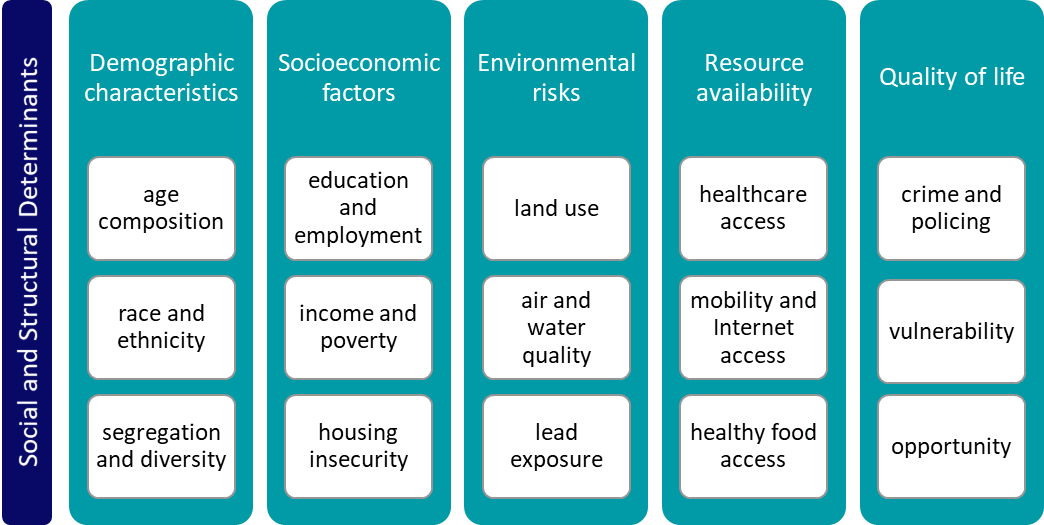 Social and Structural Determinants
Demographic
characteristics
age
composition
race and
ethnicity
segregation
and diversity
Socioeconomic
factors
education
and
employment
income and
poverty
housing
insecurity
Environmental
risks
land use
air and
water
quality
lead
exposure
Resource
availability
healthcare
access
mobility and
Internet
access
healthy food
access
Quality of life
crime and
policing
vulnerability
opportunity